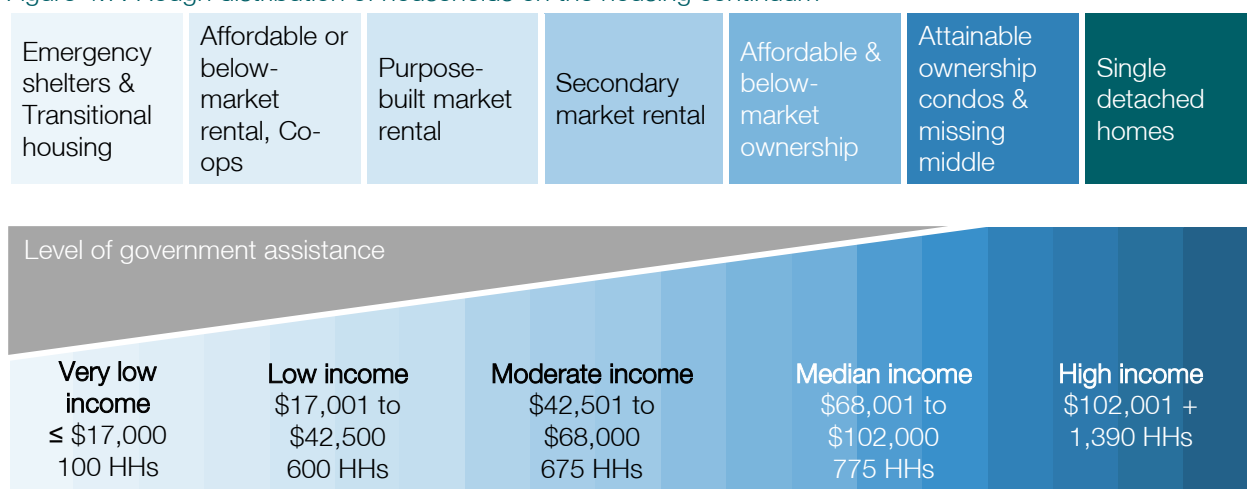 Emergency
shelters &
Transitional
housing
Affordable or
below-
market
rental, Co-
ops
Purpose-
built market
rental
Secondary
market rental
Affordable &
below-
market
ownership
Attainable
ownership
condos &
missing
middle
Single
detached
homes
Level of government assistance
Very low
income
≤ $17,000
100 HHs
Low income
$17,001 to
$42,500
600 HHs
Moderate income
$42,501 to
$68,000
675 HHs
Median income
$68,001 to
$102,000
775 HHs
High income
$102,001 +
1,390 HHs